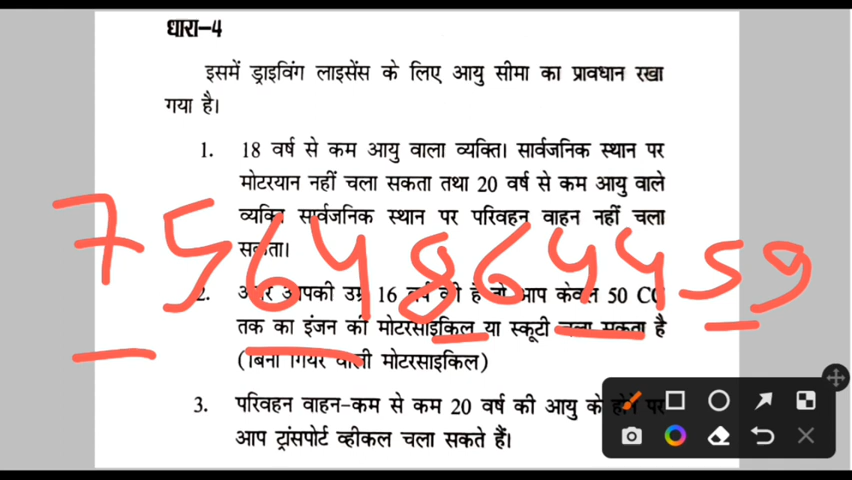 धारा-4
इसमें ड्राइविंग लाइसेंस के लिए आयु सीमा का प्रावधान रखा
गया है।
1. 18 वर्ष से कम आयु वाला व्यक्ति। सार्वजनिक स्थान पर
मोटरयान नहीं चला सकता तथा 20 वर्ष से कम आयु वाले
व्यक्ति सार्वजनिक स्थान पर परिवहन वाहन नहीं चला
सकता।
7564864459
2. अगर आपकी उम्र 16 वर्ष की है तो आप केवल 50 CC
तक का इंजन की मोटरसाइकिल या स्कूटी चला सकता है
(बिना गियर वाली मोटरसाइकिल)
3. परिवहन वाहन-कम से कम 20 वर्ष की आयु के होने पर
आप ट्रांसपोर्ट व्हीकल चला सकते हैं।